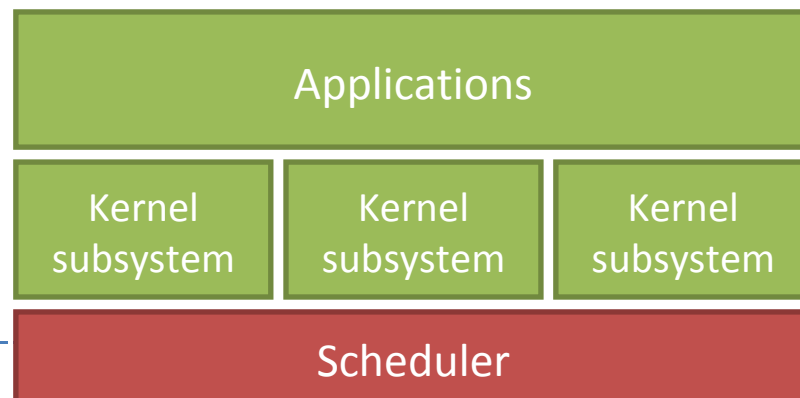 Applications
Kernel Kernel Kernel
subsystem subsystem subsystem
Scheduler